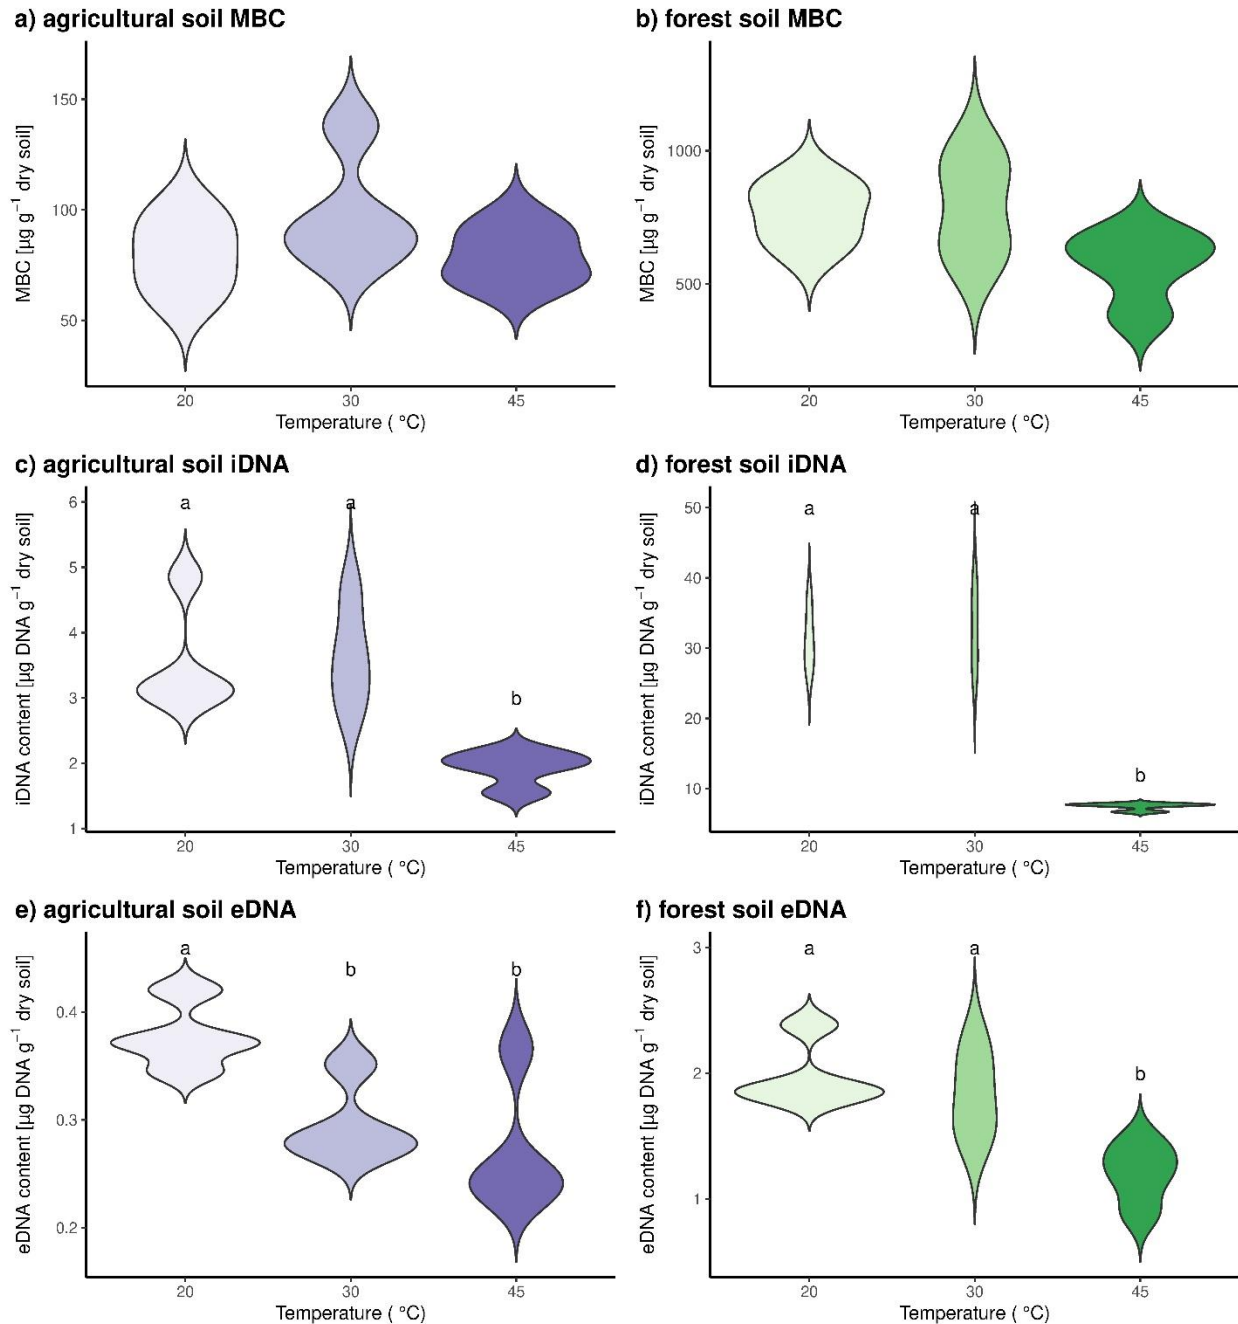 a) agricultural soil MBC
MBC [µg g⁻¹ dry soil]
150
100
50
20 30 45
Temperature ( °C)
b) forest soil MBC
MBC [µg g⁻¹ dry soil]
1000
500
20 30 45
Temperature ( °C)
c) agricultural soil iDNA
iDNA content [µg DNA g⁻¹ dry soil]
6
5
4
3
2
1
a a b
20 30 45
Temperature ( °C)
d) forest soil iDNA
iDNA content [µg DNA g⁻¹ dry soil]
50
40
30
20
10
a a b
20 30 45
Temperature ( °C)
e) agricultural soil eDNA
eDNA content [µg DNA g⁻¹ dry soil]
0.4
0.3
0.2
a b b
20 30 45
Temperature ( °C)
f) forest soil eDNA
eDNA content [µg DNA g⁻¹ dry soil]
3
2
1
a a b
20 30 45
Temperature ( °C)